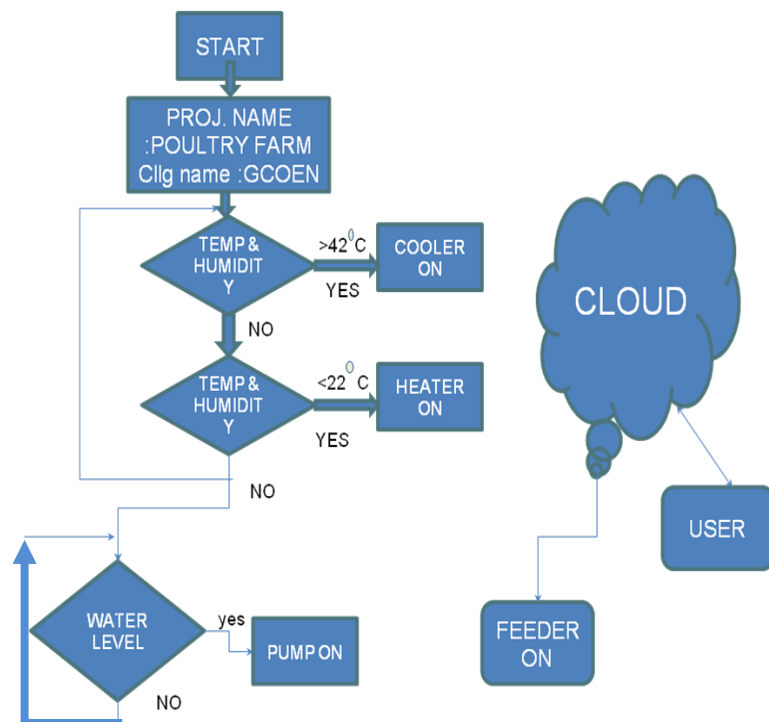 START
PROJ. NAME
:POULTRY FARM
Cllg name :GCOEN
TEMP &
HUMIDIT
Y
>42⁰C
YES
COOLER
ON
NO
TEMP &
HUMIDIT
Y
<22⁰ C
YES
HEATER
ON
NO
WATER
LEVEL
yes
PUMP ON
NO
CLOUD
USER
FEEDER
ON